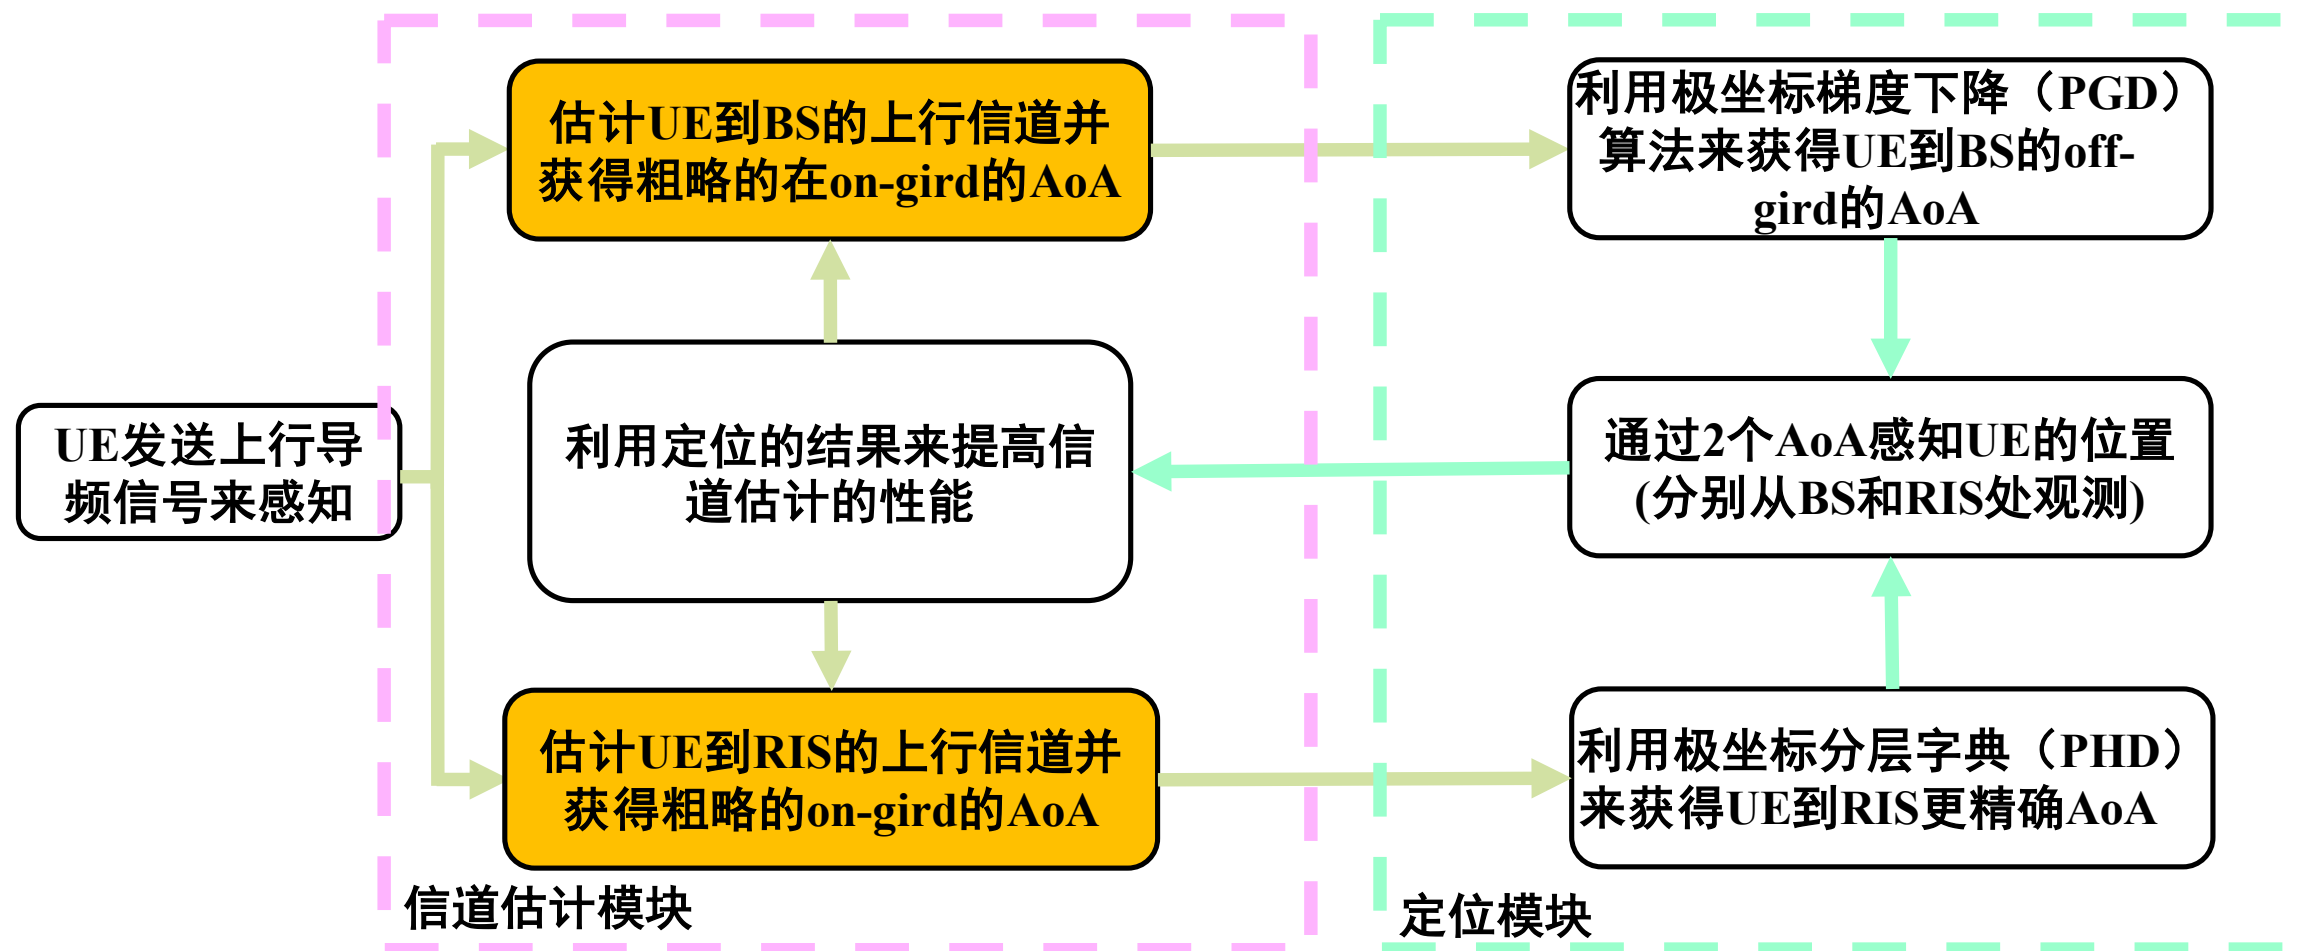 估计UE到BS的上行信道并
获得粗略的在on-gird的AoA
利用极坐标梯度下降（PGD）
算法来获得UE到BS的off-
gird的AoA
UE发送上行导
频信号来感知
利用定位的结果来提高信
道估计的性能
通过2个AoA感知UE的位置
(分别从BS和RIS处观测)
估计UE到RIS的上行信道并
获得粗略的on-gird的AoA
利用极坐标分层字典（PHD）
来获得UE到RIS更精确AoA
信道估计模块
定位模块